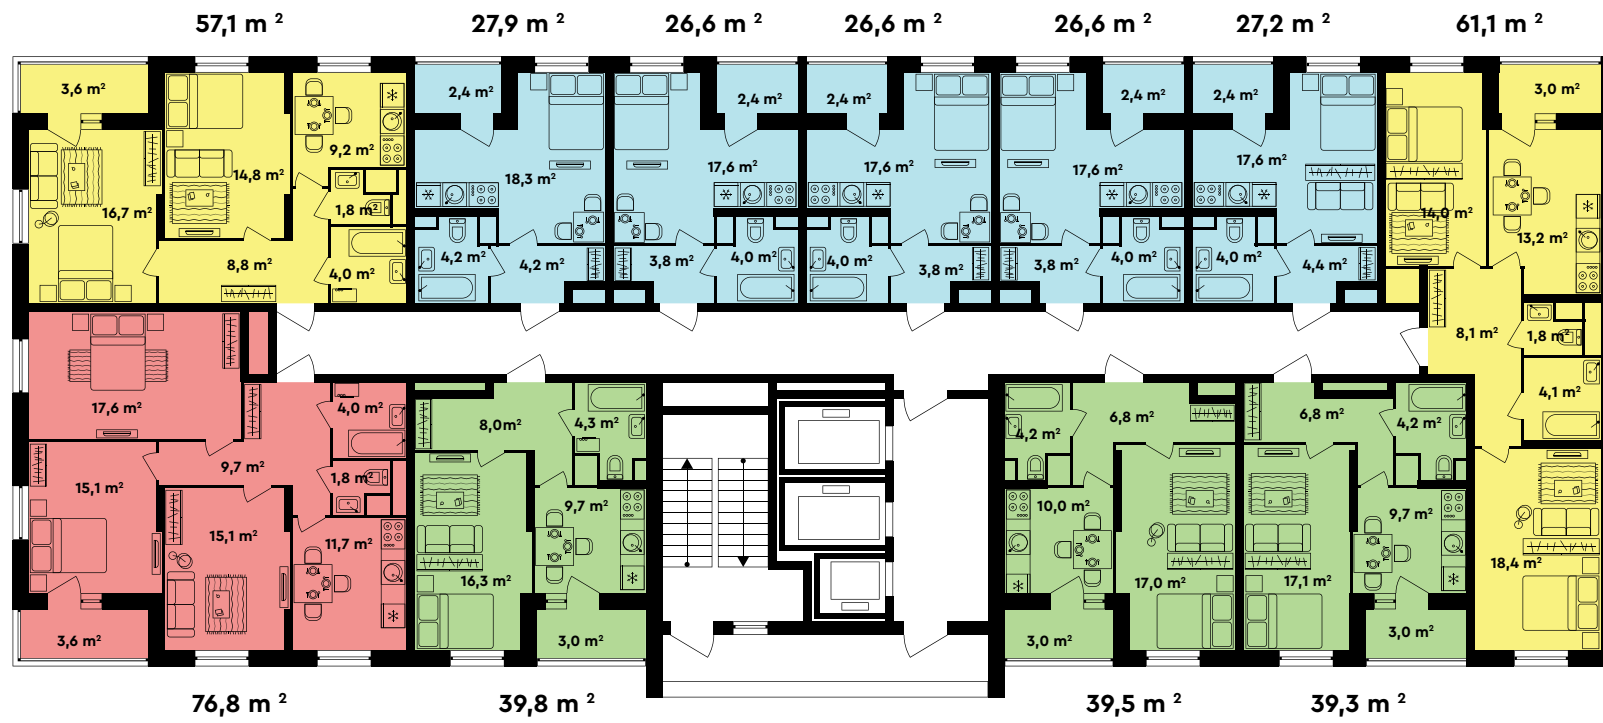 57,1 m ²
27,9 m ²
26,6 m ²
26,6 m ²
26,6 m ²
27,2 m ²
61,1 m ²
3,6 m²
16,7 m²
14,8 m²
9,2 m²
1,8 m²
8,8 m²
4,0 m²
2,4 m²
18,3 m²
4,2 m²
4,2 m²
2,4 m²
17,6 m²
3,8 m²
4,0 m²
2,4 m²
17,6 m²
4,0 m²
3,8 m²
2,4 m²
17,6 m²
3,8 m²
4,0 m²
2,4 m²
17,6 m²
4,0 m²
4,4 m²
3,0 m²
14,0 m²
13,2 m²
8,1 m²
1,8 m²
4,1 m²
18,4 m²
17,6 m²
4,0 m²
9,7 m²
1,8 m²
15,1 m²
15,1 m²
11,7 m²
3,6 m²
8,0m²
4,3 m²
9,7 m²
16,3 m²
3,0 m²
4,2 m²
6,8 m²
10,0 m²
17,0 m²
3,0 m²
6,8 m²
4,2 m²
9,7 m²
17,1 m²
3,0 m²
76,8 m ²
39,8 m ²
39,5 m ²
39,3 m ²